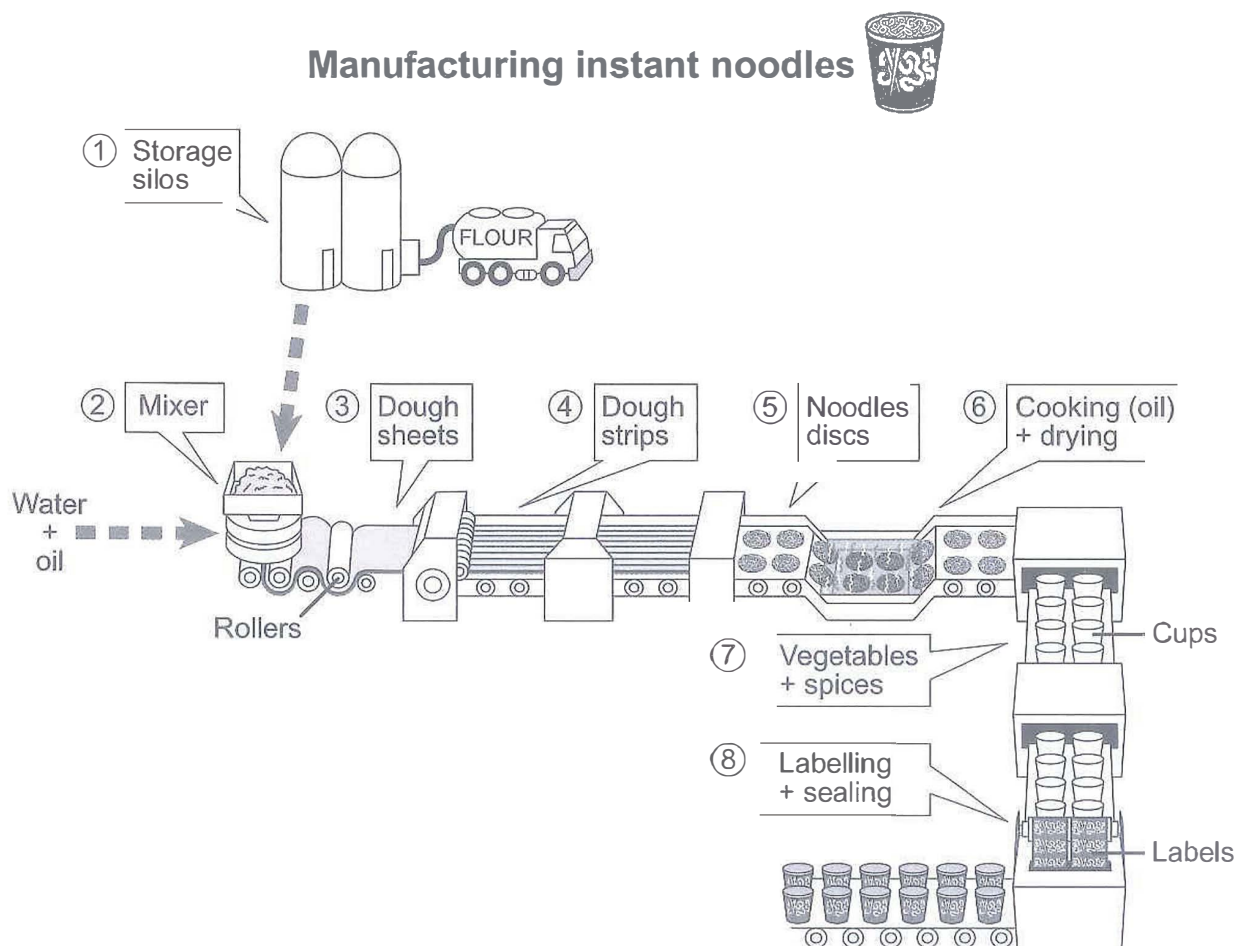 Manufacturing instant noodles
1 Storage
silos
FLOUR
2 Mixer
3 Dough
sheets
4 Dough
strips
5 Noodles
discs
6 Cooking (oil)
+ drying
Water
+
oil
Rollers
7 Vegetables
+ spices
Cups
8 Labelling
+ sealing
Labels